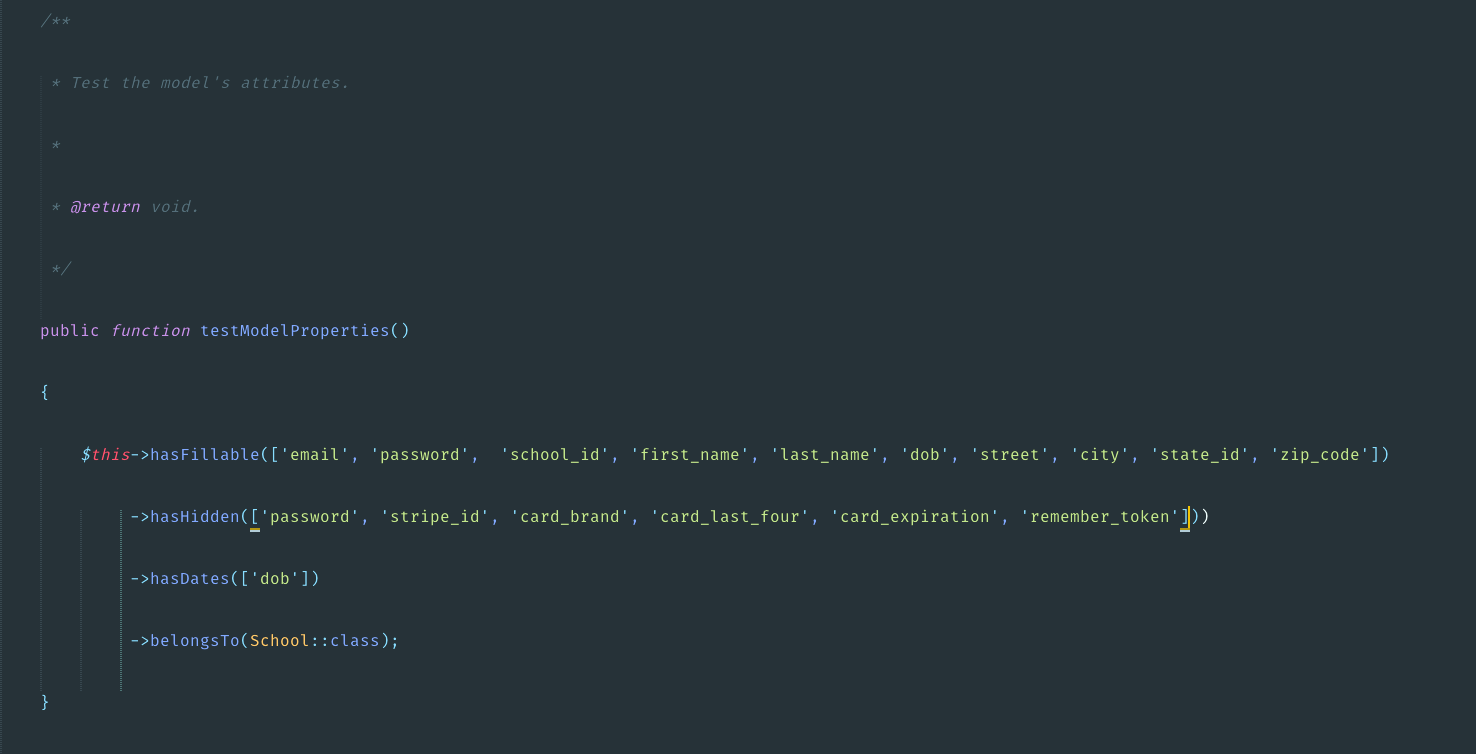 /**
 * Test the model's attributes.
 *
 * @return void.
 */
public function testModelProperties()
{
    $this->hasFillable(['email', 'password',  'school_id', 'first_name', 'last_name', 'dob', 'street', 'city', 'state_id', 'zip_code'])
         ->hasHidden(['password', 'stripe_id', 'card_brand', 'card_last_four', 'card_expiration', 'remember_token']))
         ->hasDates(['dob'])
         ->belongsTo(School::class);
}